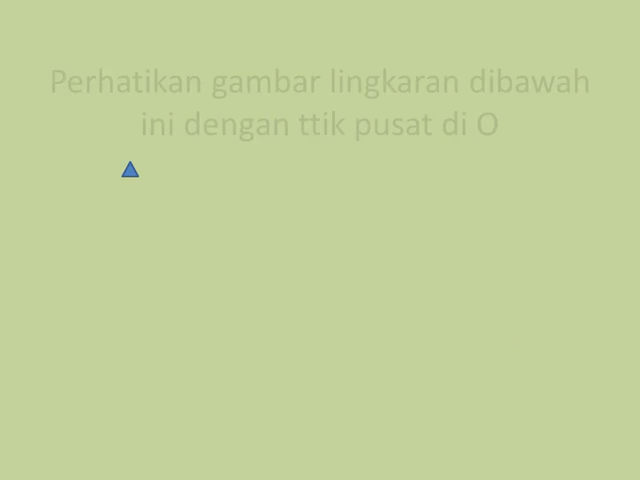 Perhatikan gambar lingkaran dibawah
ini dengan ttik pusat di O